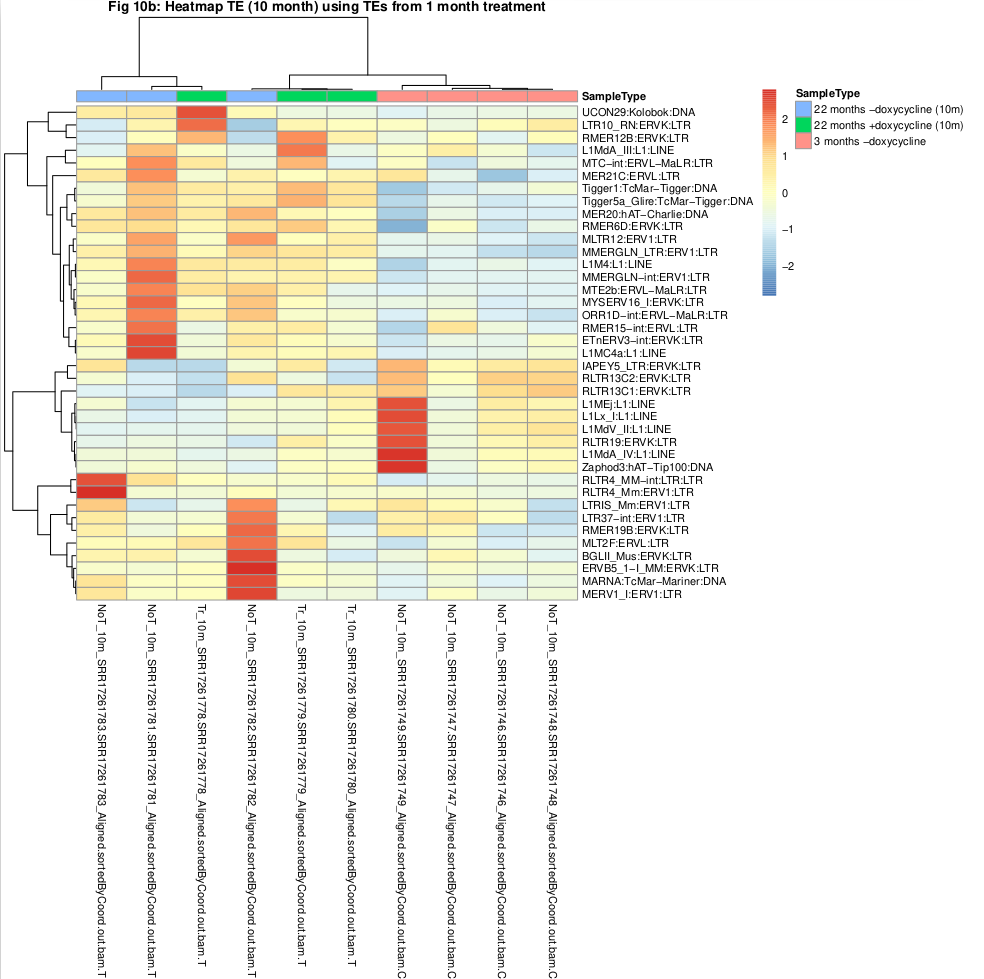 Fig 10b: Heatmap TE (10 month) using TEs from 1 month treatment
SampleType
UCON29:Kolobok:DNA
LTR10_RN:ERVK:LTR
RMER12B:ERVK:LTR
L1MdA_III:L1:LINE
MTC−int:ERVL−MaLR:LTR
MER21C:ERVL:LTR
Tigger1:TcMar−Tigger:DNA
Tigger5a_Glire:TcMar−Tigger:DNA
MER20:hAT−Charlie:DNA
RMER6D:ERVK:LTR
MLTR12:ERV1:LTR
MMERGLN_LTR:ERV1:LTR
L1M4:L1:LINE
MMERGLN−int:ERV1:LTR
MTE2b:ERVL−MaLR:LTR
MYSERV16_I:ERVK:LTR
ORR1D−int:ERVL−MaLR:LTR
RMER15−int:ERVL:LTR
ETnERV3−int:ERVK:LTR
L1MC4a:L1:LINE
IAPEY5_LTR:ERVK:LTR
RLTR13C2:ERVK:LTR
RLTR13C1:ERVK:LTR
L1MEj:L1:LINE
L1Lx_I:L1:LINE
L1MdV_II:L1:LINE
RLTR19:ERVK:LTR
L1MdA_IV:L1:LINE
Zaphod3:hAT−Tip100:DNA
RLTR4_MM−int:LTR:LTR
RLTR4_Mm:ERV1:LTR
LTRIS_Mm:ERV1:LTR
LTR37−int:ERV1:LTR
RMER19B:ERVK:LTR
MLT2F:ERVL:LTR
BGLII_Mus:ERVK:LTR
ERVB5_1−I_MM:ERVK:LTR
MARNA:TcMar−Mariner:DNA
MERV1_I:ERV1:LTR
2
1
0
−1
−2
SampleType
22 months −doxycycline (10m)
22 months +doxycycline (10m)
3 months −doxycycline
NoT_10m_SRR17261783.SRR17261783_Aligned.sortedByCoord.out.bam.T
NoT_10m_SRR17261781.SRR17261781_Aligned.sortedByCoord.out.bam.T
Tr_10m_SRR17261778.SRR17261778_Aligned.sortedByCoord.out.bam.T
NoT_10m_SRR17261782.SRR17261782_Aligned.sortedByCoord.out.bam.T
Tr_10m_SRR17261779.SRR17261779_Aligned.sortedByCoord.out.bam.T
Tr_10m_SRR17261780.SRR17261780_Aligned.sortedByCoord.out.bam.T
NoT_10m_SRR17261749.SRR17261749_Aligned.sortedByCoord.out.bam.C
NoT_10m_SRR17261747.SRR17261747_Aligned.sortedByCoord.out.bam.C
NoT_10m_SRR17261746.SRR17261746_Aligned.sortedByCoord.out.bam.C
NoT_10m_SRR17261748.SRR17261748_Aligned.sortedByCoord.out.bam.C